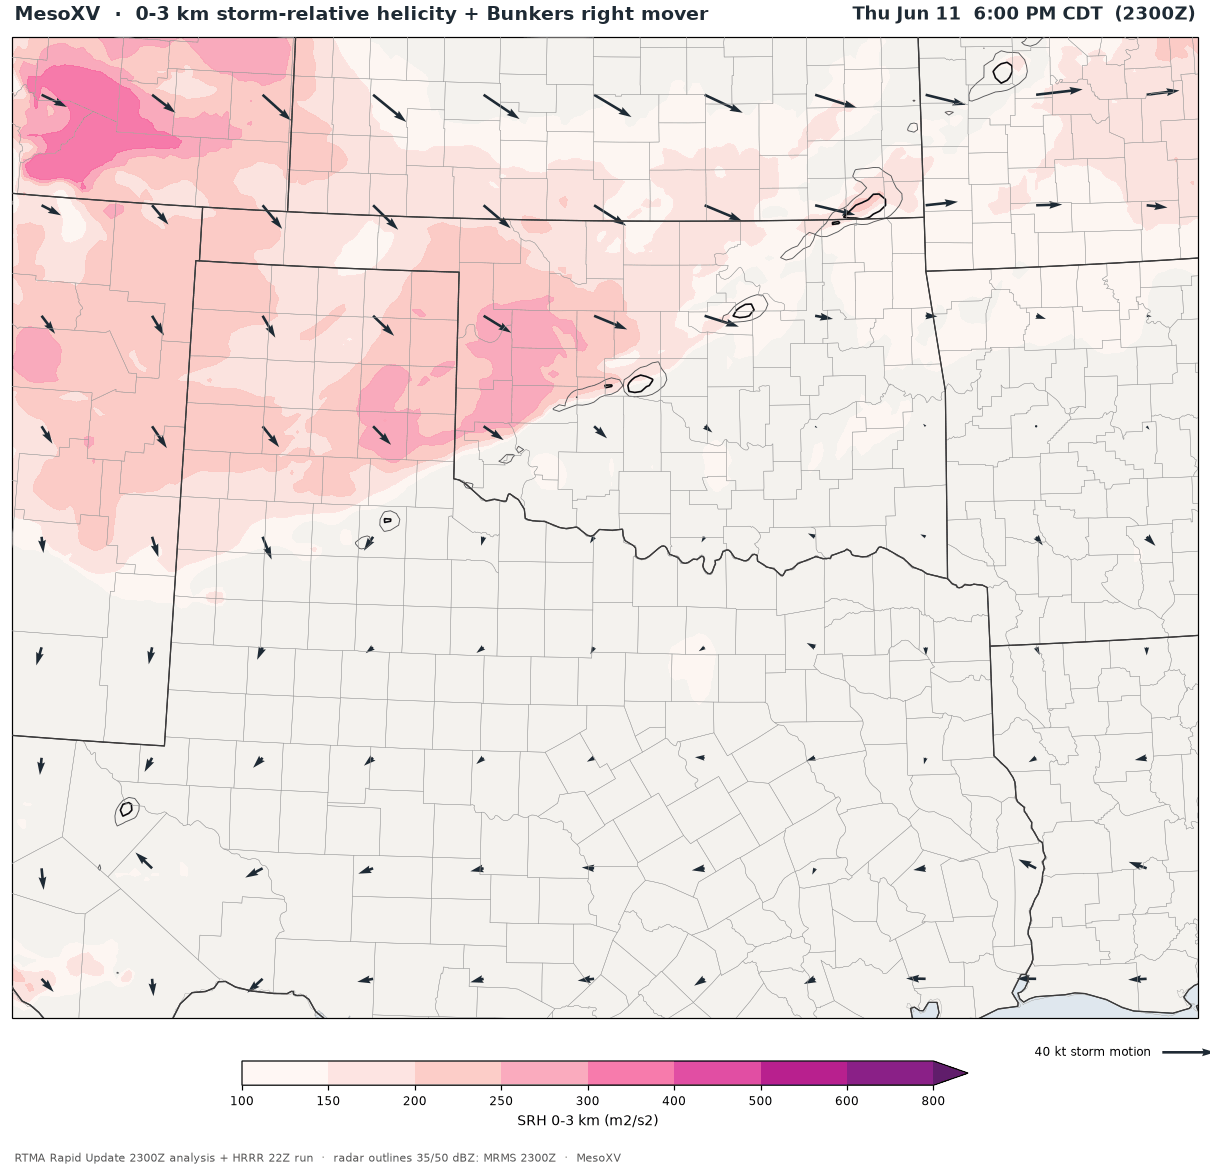 MesoXV · 0-3 km storm-relative helicity + Bunkers right mover
Thu Jun 11 6:00 PM CDT (2300Z)
40 kt storm motion
100 150 200 250 300 400 500 600 800
SRH 0-3 km (m2/s2)
RTMA Rapid Update 2300Z analysis + HRRR 22Z run · radar outlines 35/50 dBZ: MRMS 2300Z · MesoXV